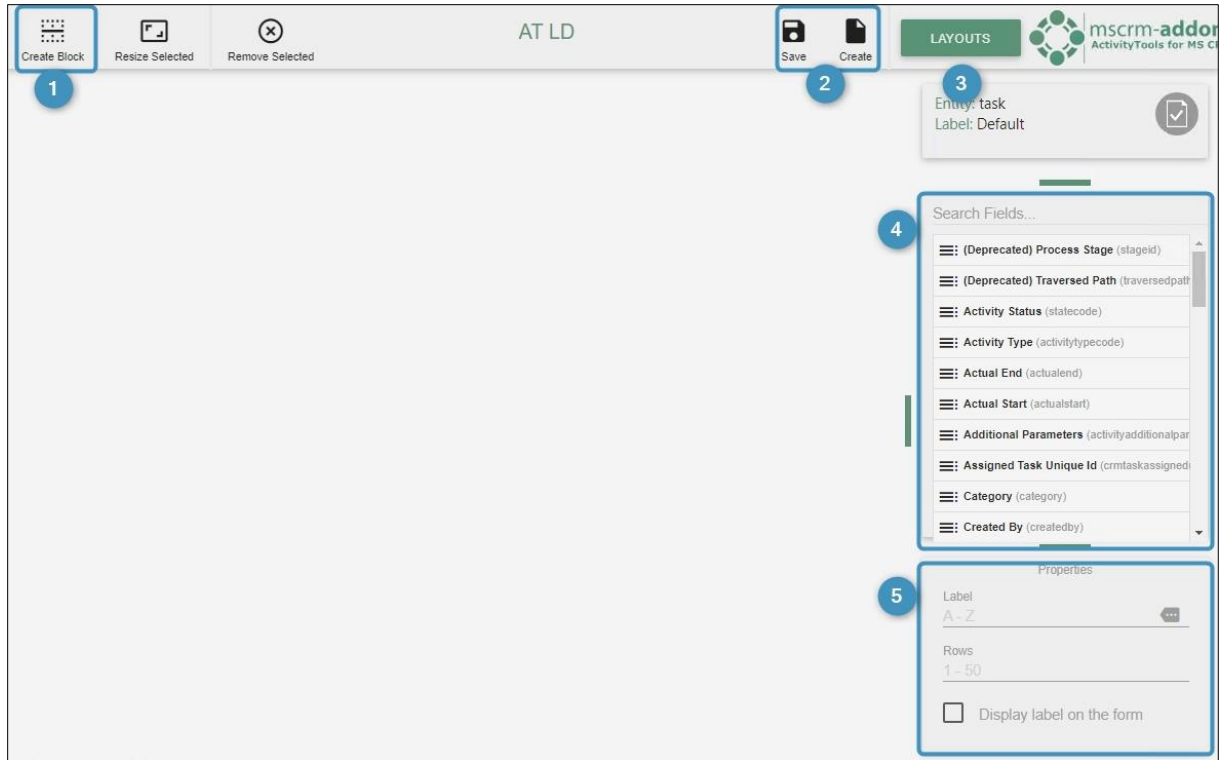 Create Block
Resize Selected
Remove Selected
AT LD
Save
Create
LAYOUTS
mscrm-addon
ActivityTools for MS C
1
2
3
Entity: task
Label: Default
4
Search Fields...
(Deprecated) Process Stage (stageid)
(Deprecated) Traversed Path (traversedpath
Activity Status (statecode)
Activity Type (activitytypecode)
Actual End (actualend)
Actual Start (actualstart)
Additional Parameters (activityadditionalpar
Assigned Task Unique Id (crmtaskassigned
Category (category)
Created By (createdby)
Properties
5
Label
A - Z
Rows
1 - 50
Display label on the form